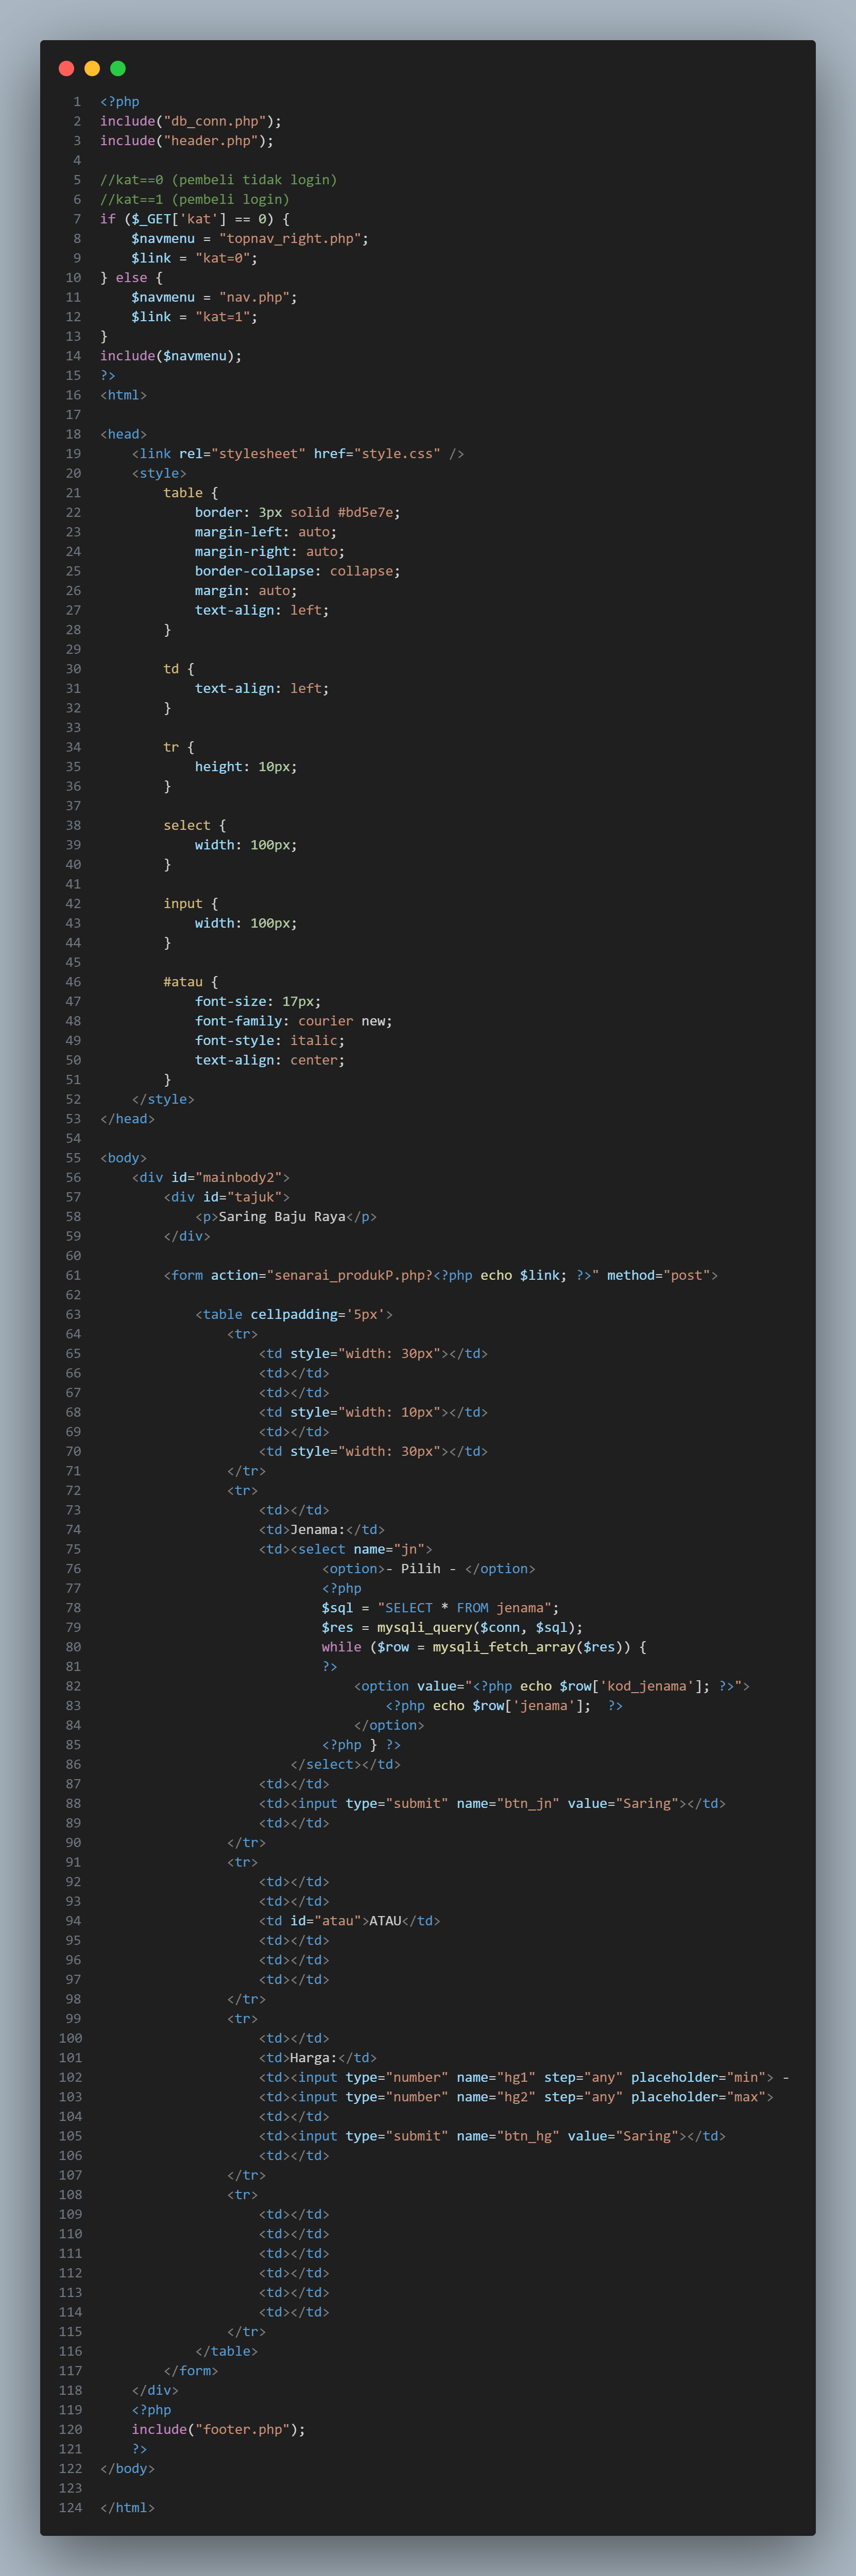 1 <?php
2 include("db_conn.php");
3 include("header.php");
4
5 //kat==0 (pembeli tidak login)
6 //kat==1 (pembeli login)
7 if ($_GET['kat'] == 0) {
8     $navmenu = "topnav_right.php";
9     $link = "kat=0";
10 } else {
11     $navmenu = "nav.php";
12     $link = "kat=1";
13 }
14 include($navmenu);
15 ?>
16 <html>
17
18 <head>
19     <link rel="stylesheet" href="style.css" />
20     <style>
21         table {
22             border: 3px solid #bd5e7e;
23             margin-left: auto;
24             margin-right: auto;
25             border-collapse: collapse;
26             margin: auto;
27             text-align: left;
28         }
29
30         td {
31             text-align: left;
32         }
33
34         tr {
35             height: 10px;
36         }
37
38         select {
39             width: 100px;
40         }
41
42         input {
43             width: 100px;
44         }
45
46         #atau {
47             font-size: 17px;
48             font-family: courier new;
49             font-style: italic;
50             text-align: center;
51         }
52     </style>
53 </head>
54
55 <body>
56     <div id="mainbody2">
57         <div id="tajuk">
58             <p>Saring Baju Raya</p>
59         </div>
60
61         <form action="senarai_produkP.php?<?php echo $link; ?>" method="post">
62
63             <table cellpadding='5px'>
64                 <tr>
65                     <td style="width: 30px"></td>
66                     <td></td>
67                     <td></td>
68                     <td style="width: 10px"></td>
69                     <td></td>
70                     <td style="width: 30px"></td>
71                 </tr>
72                 <tr>
73                     <td></td>
74                     <td>Jenama:</td>
75                     <td><select name="jn">
76                             <option>- Pilih - </option>
77                             <?php
78                             $sql = "SELECT * FROM jenama";
79                             $res = mysqli_query($conn, $sql);
80                             while ($row = mysqli_fetch_array($res)) {
81                             ?>
82                                 <option value="<?php echo $row['kod_jenama']; ?>">
83                                     <?php echo $row['jenama'];  ?>
84                                 </option>
85                             <?php } ?>
86                         </select></td>
87                     <td></td>
88                     <td><input type="submit" name="btn_jn" value="Saring"></td>
89                     <td></td>
90                 </tr>
91                 <tr>
92                     <td></td>
93                     <td></td>
94                     <td id="atau">ATAU</td>
95                     <td></td>
96                     <td></td>
97                     <td></td>
98                 </tr>
99                 <tr>
100                     <td></td>
101                     <td>Harga:</td>
102                     <td><input type="number" name="hg1" step="any" placeholder="min"> -
103                     <td><input type="number" name="hg2" step="any" placeholder="max">
104                     <td></td>
105                     <td><input type="submit" name="btn_hg" value="Saring"></td>
106                     <td></td>
107                 </tr>
108                 <tr>
109                     <td></td>
110                     <td></td>
111                     <td></td>
112                     <td></td>
113                     <td></td>
114                     <td></td>
115                 </tr>
116             </table>
117         </form>
118     </div>
119     <?php
120     include("footer.php");
121     ?>
122 </body>
123
124 </html>